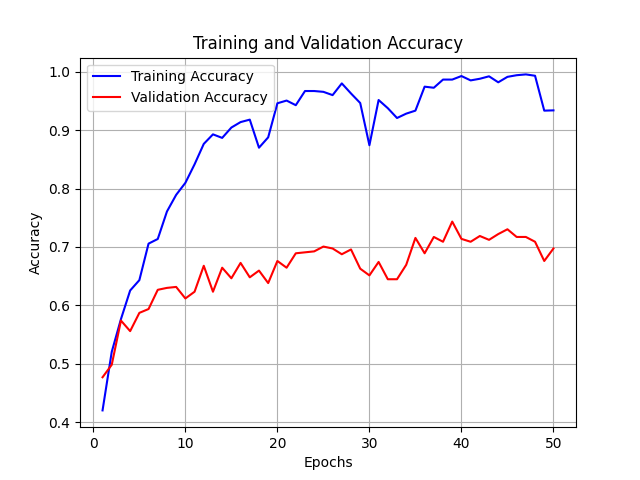 Training and Validation Accuracy
Training Accuracy
Validation Accuracy
1.0
0.9
0.8
0.7
0.6
0.5
0.4
Accuracy
0
10
20
30
40
50
Epochs